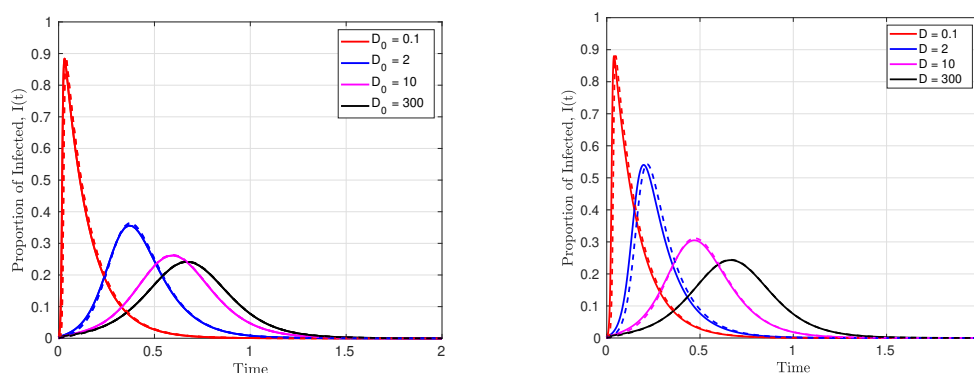 1
0.9
0.8
0.7
0.6
0.5
0.4
0.3
0.2
0.1
0
Proportion of Infected, I(t)
0 0.5 1 1.5 2
Time
D₀ = 0.1
D₀ = 2
D₀ = 10
D₀ = 300
1
0.9
0.8
0.7
0.6
0.5
0.4
0.3
0.2
0.1
0
Proportion of Infected, I(t)
0 0.5 1 1.5
Time
D = 0.1
D = 2
D = 10
D = 300